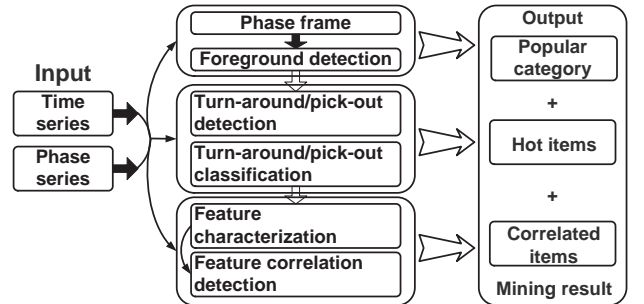 Input
Time
series
Phase
series
Phase frame
Foreground detection
Turn-around/pick-out
detection
Turn-around/pick-out
classification
Feature
characterization
Feature correlation
detection
Output
Popular
category
+
Hot items
+
Correlated
items
Mining result